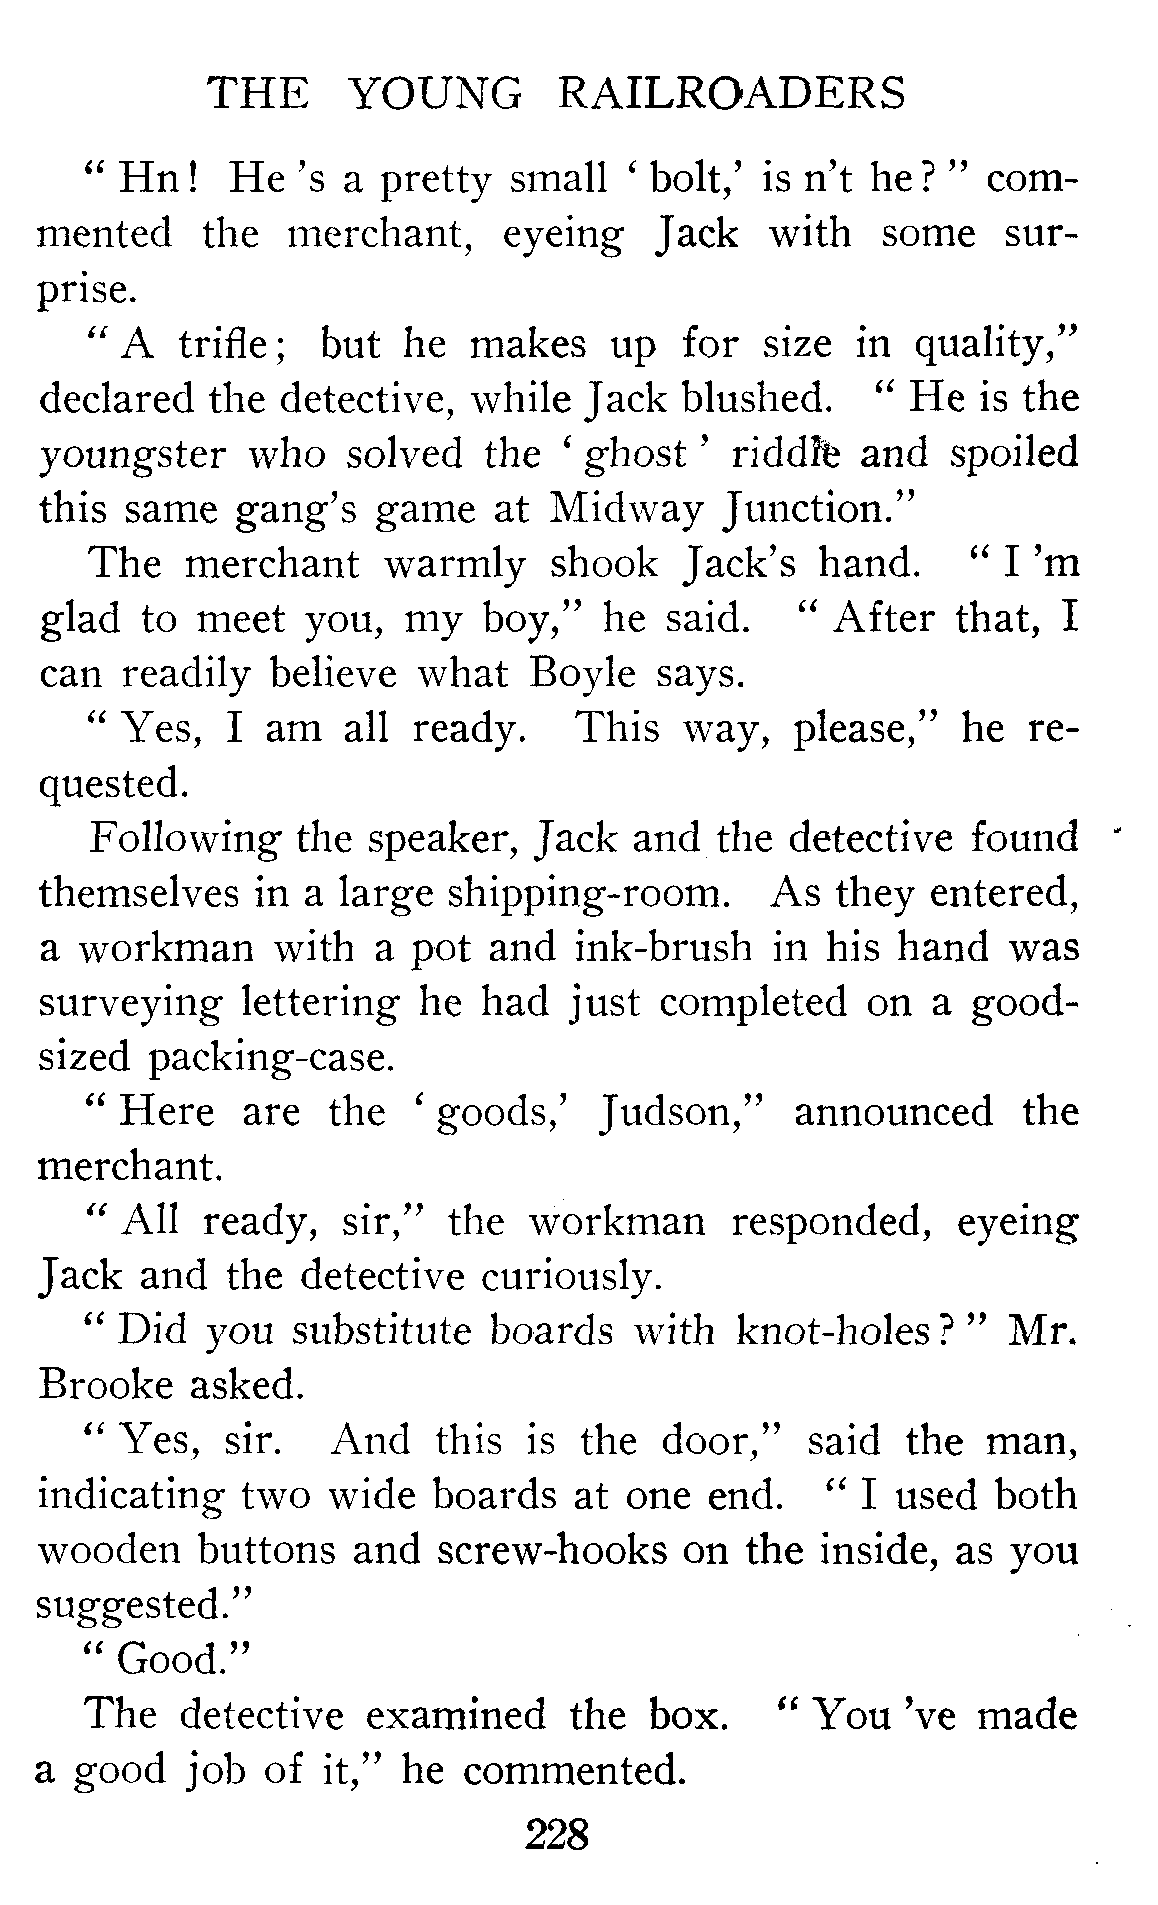 THE YOUNG RAILROADERS
“ Hn! He 's a pretty small ‘ bolt,’ is n't he? ” com-
mented the merchant, eyeing Jack with some sur-
prise.
“ A trifle; but he makes up for size in quality,”
declared the detective, while Jack blushed. “ He is the
youngster who solved the ‘ ghost ’ riddle and spoiled
this same gang's game at Midway Junction.”
The merchant warmly shook Jack's hand. “ I 'm
glad to meet you, my boy,” he said. “ After that, I
can readily believe what Boyle says.
“ Yes, I am all ready. This way, please,” he re-
quested.
Following the speaker, Jack and the detective found
themselves in a large shipping-room. As they entered,
a workman with a pot and ink-brush in his hand was
surveying lettering he had just completed on a good-
sized packing-case.
“ Here are the ‘ goods,’ Judson,” announced the
merchant.
“ All ready, sir,” the workman responded, eyeing
Jack and the detective curiously.
“ Did you substitute boards with knot-holes? ” Mr.
Brooke asked.
“ Yes, sir. And this is the door,” said the man,
indicating two wide boards at one end. “ I used both
wooden buttons and screw-hooks on the inside, as you
suggested.”
“ Good.”
The detective examined the box. “ You 've made
a good job of it,” he commented.
228